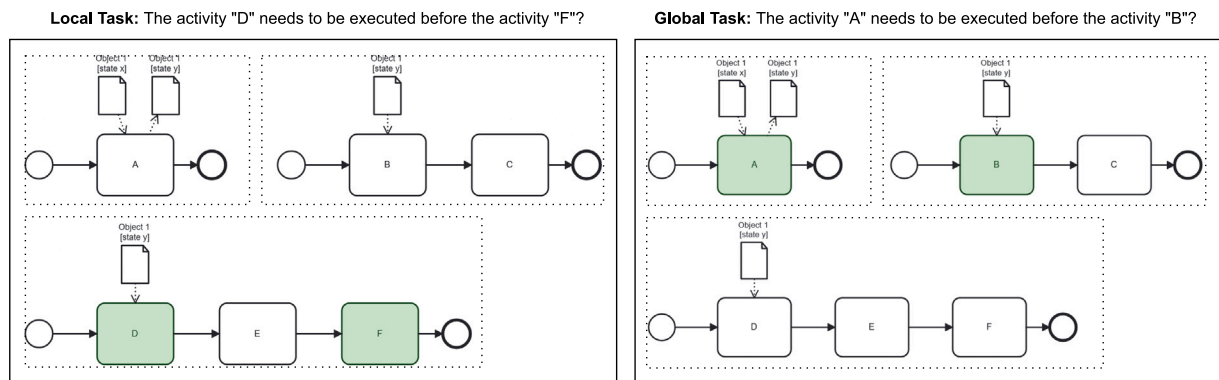 Local Task: The activity "D" needs to be executed before the activity "F"?
Object 1
[state x]
Object 1
[state y]
A
Object 1
[state y]
B
C
Object 1
[state y]
D
E
F
Global Task: The activity "A" needs to be executed before the activity "B"?
Object 1
[state x]
Object 1
[state y]
A
Object 1
[state y]
B
C
Object 1
[state y]
D
E
F